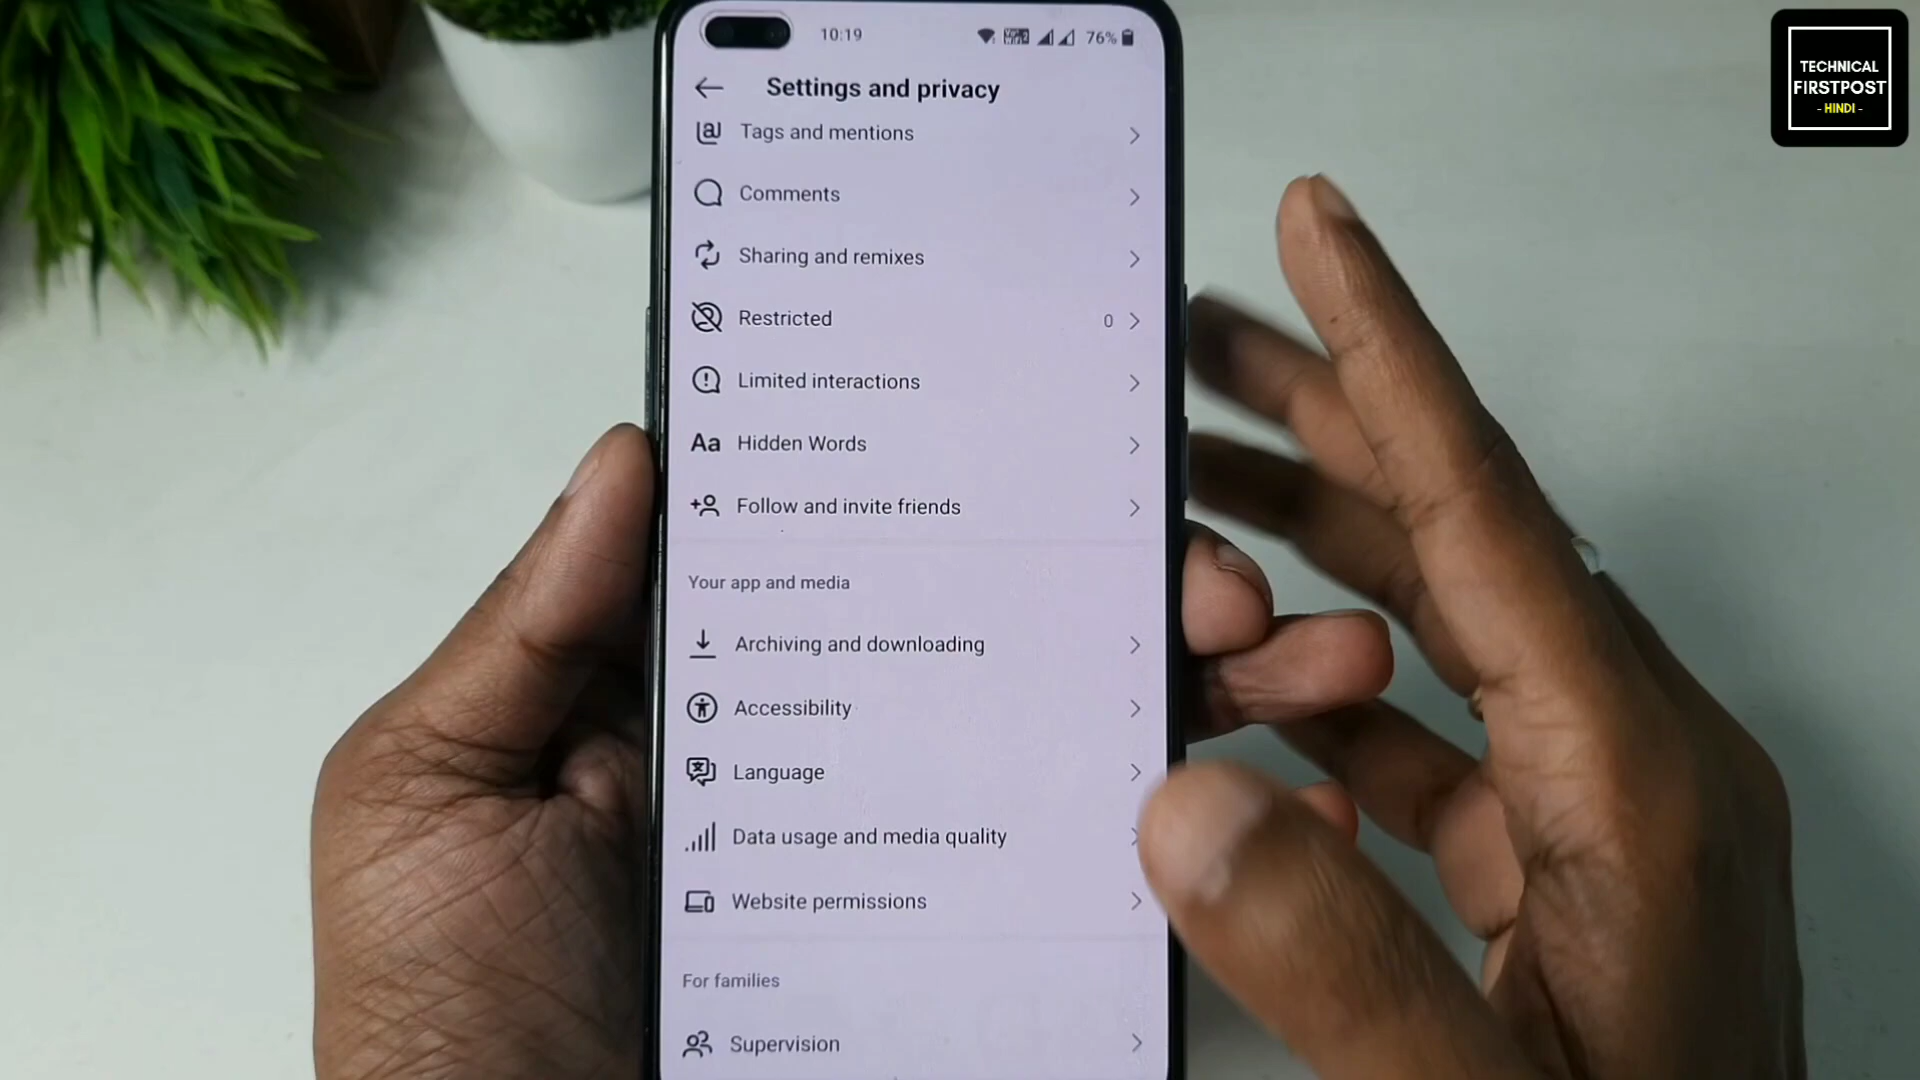 10:19
76%
Settings and privacy
Tags and mentions
Comments
Sharing and remixes
Restricted 0
Limited interactions
Aa Hidden Words
Follow and invite friends
Your app and media
Archiving and downloading
Accessibility
Language
Data usage and media quality
Website permissions
For families
Supervision
TECHNICAL
FIRSTPOST
- HINDI -